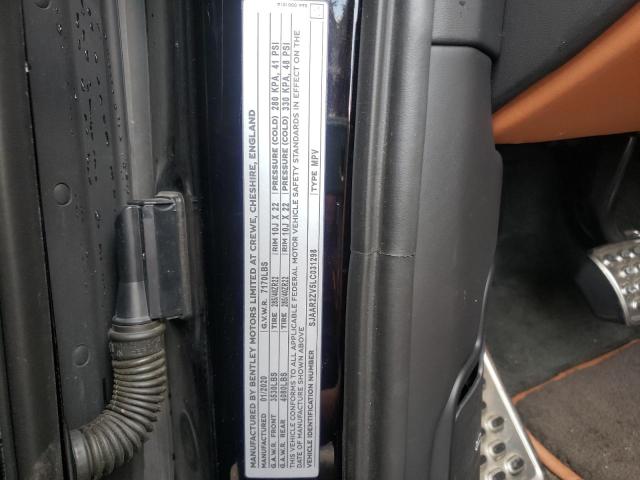 MANUFACTURED BY BENTLEY MOTORS LIMITED AT CREWE, CHESHIRE, ENGLAND
MANUFACTURED 01/2020 G.V.W.R. 7170LBS
G.A.W.R. FRONT 3530LBS TIRE 285/40ZR22 RIM 10J X 22 PRESSURE (COLD) 280 KPA, 41 PSI
G.A.W.R. REAR 4080LBS TIRE 285/40ZR22 RIM 10J X 22 PRESSURE (COLD) 330 KPA, 48 PSI
THIS VEHICLE CONFORMS TO ALL APPLICABLE FEDERAL MOTOR VEHICLE SAFETY STANDARDS IN EFFECT ON THE
DATE OF MANUFACTURE SHOWN ABOVE
VEHICLE IDENTIFICATION NUMBER SJAAR2ZV5LC031298 TYPE MPV